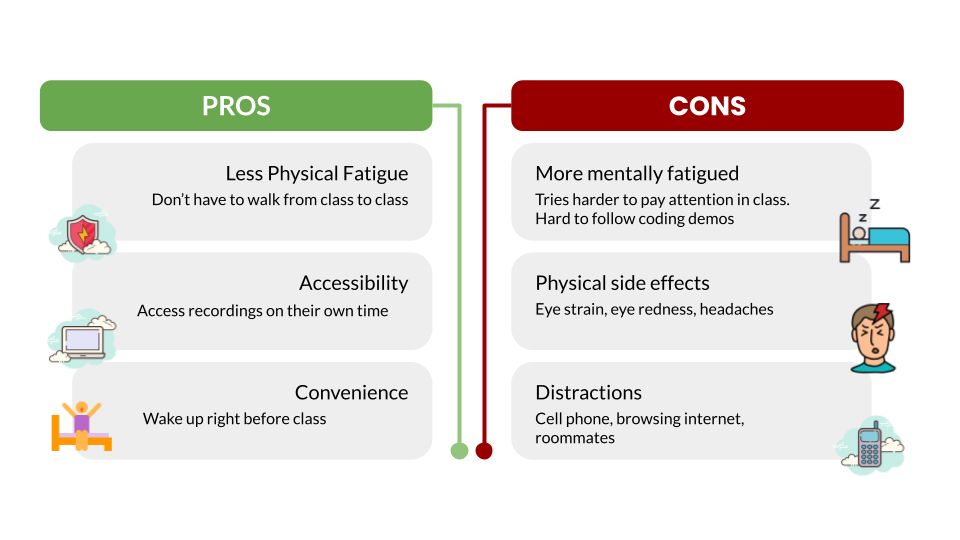 PROS
Less Physical Fatigue
Don’t have to walk from class to class
Accessibility
Access recordings on their own time
Convenience
Wake up right before class
CONS
More mentally fatigued
Tries harder to pay attention in class.
Hard to follow coding demos
Z
Z
Physical side effects
Eye strain, eye redness, headaches
Distractions
Cell phone, browsing internet,
roommates